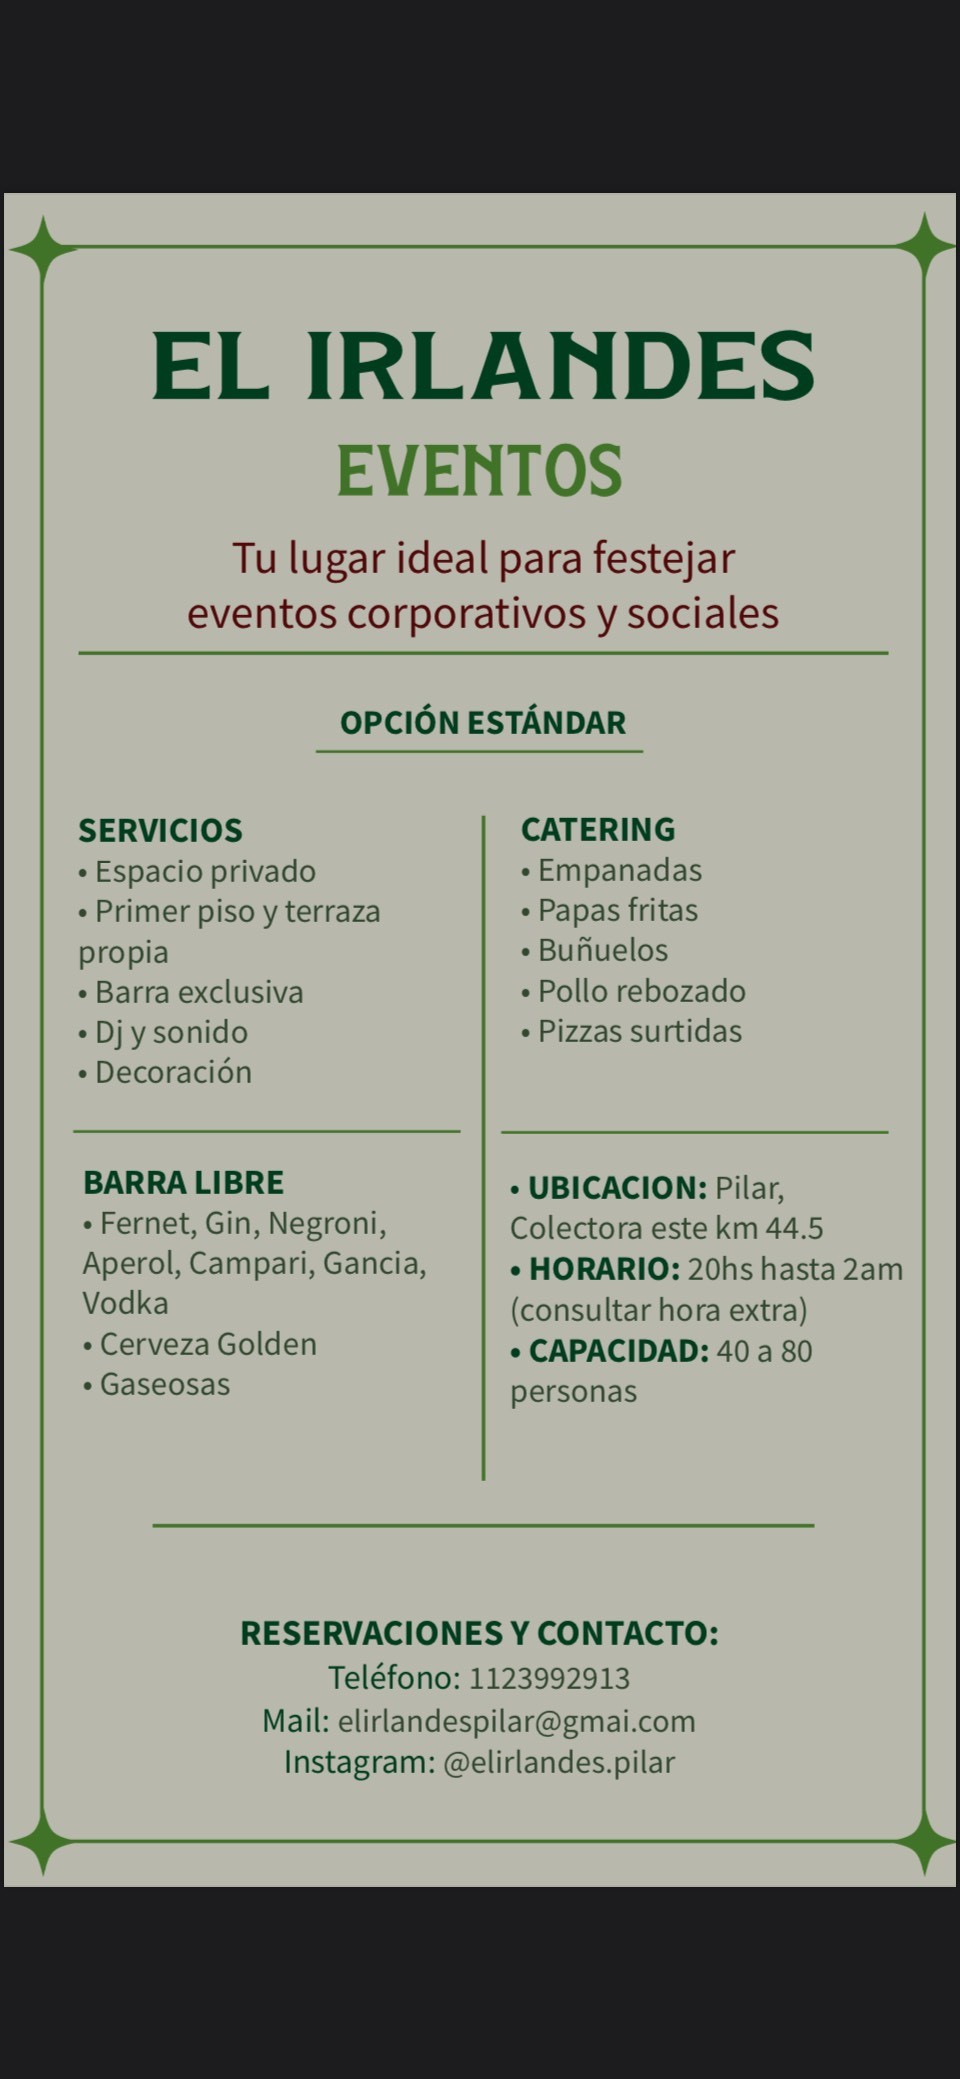 EL IRLANDES
EVENTOS
Tu lugar ideal para festejar
eventos corporativos y sociales
OPCIÓN ESTÁNDAR
SERVICIOS
• Espacio privado
• Primer piso y terraza
propia
• Barra exclusiva
• Dj y sonido
• Decoración
CATERING
• Empanadas
• Papas fritas
• Buñuelos
• Pollo rebozado
• Pizzas surtidas
BARRA LIBRE
• Fernet, Gin, Negroni,
Aperol, Campari, Gancia,
Vodka
• Cerveza Golden
• Gaseosas
• UBICACION: Pilar,
Colectora este km 44.5
• HORARIO: 20hs hasta 2am
(consultar hora extra)
• CAPACIDAD: 40 a 80
personas
RESERVACIONES Y CONTACTO:
Teléfono: 1123992913
Mail: elirlandespilar@gmai.com
Instagram: @elirlandes.pilar